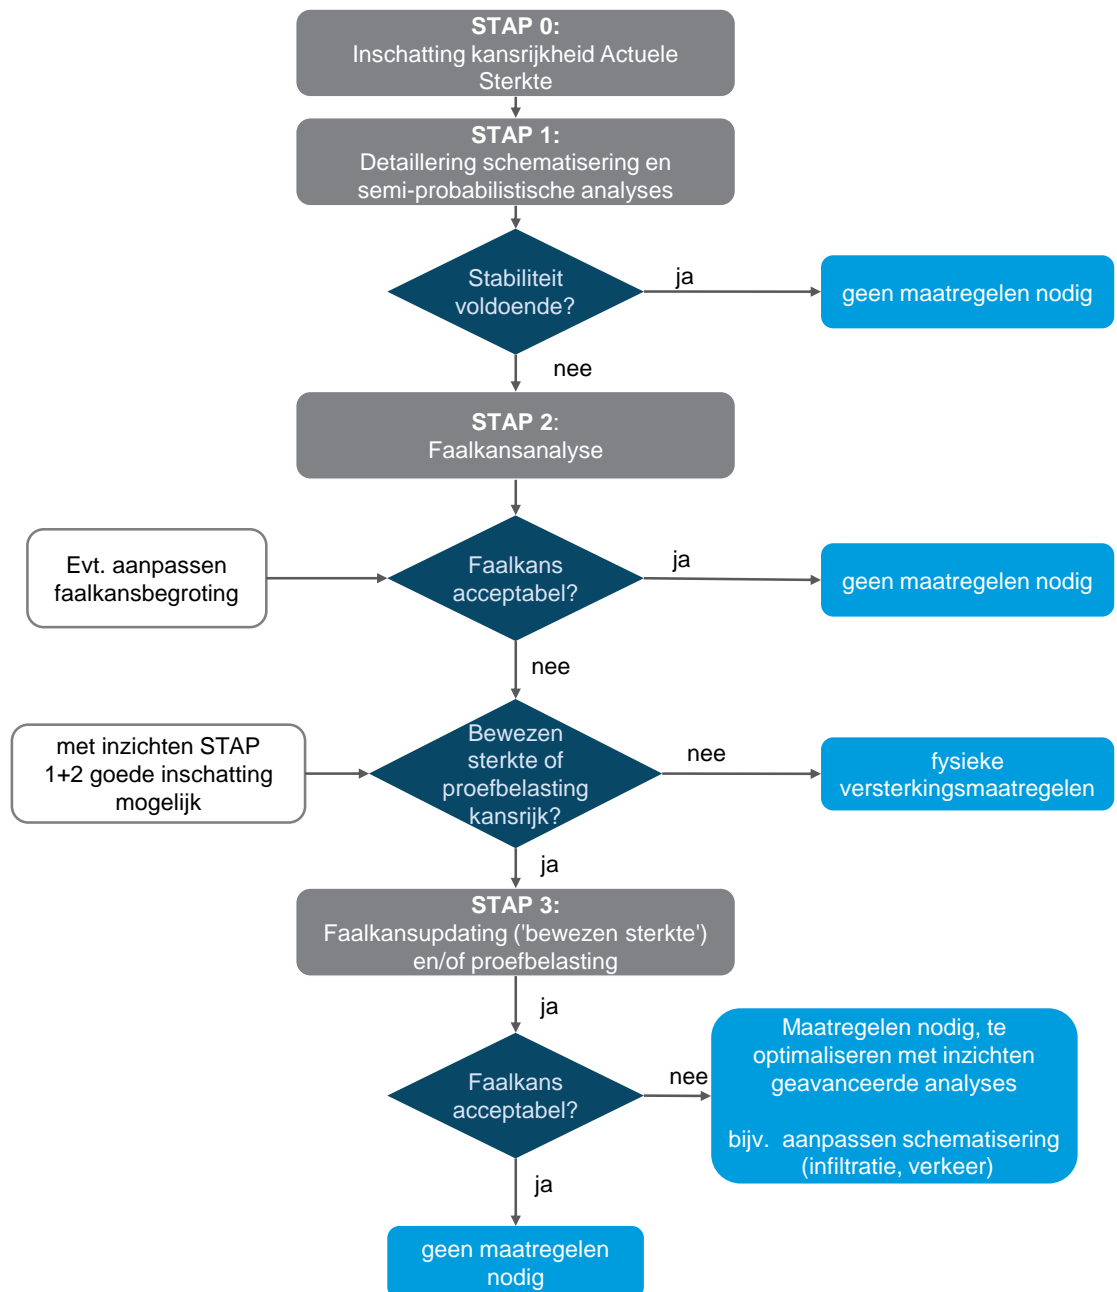 STAP 0:
Inschatting kansrijkheid Actuele
Sterkte
STAP 1:
Detaillering schematisering en
semi-probabilistische analyses
Stabiliteit
voldoende?
ja
geen maatregelen nodig
nee
STAP 2:
Faalkansanalyse
Evt. aanpassen
faalkansbegroting
Faalkans
acceptabel?
ja
geen maatregelen nodig
nee
met inzichten STAP
1+2 goede inschatting
mogelijk
Bewezen
sterkte of
proefbelasting
kansrijk?
nee
fysieke
versterkingsmaatregelen
ja
STAP 3:
Faalkansupdating ('bewezen sterkte')
en/of proefbelasting
ja
Faalkans
acceptabel?
nee
Maatregelen nodig, te
optimaliseren met inzichten
geavanceerde analyses
bijv. aanpassen schematisering
(infiltratie, verkeer)
ja
geen maatregelen
nodig